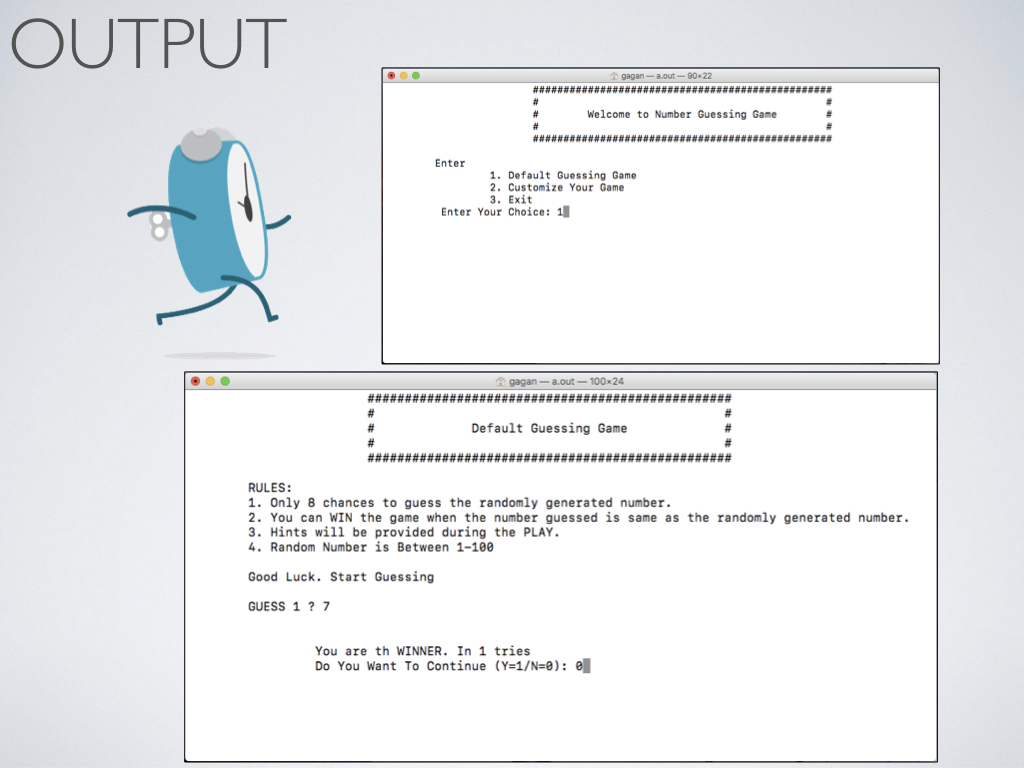 OUTPUT
gagan — a.out — 90×22
#################################################
# #
# Welcome to Number Guessing Game #
# #
#################################################
Enter
1. Default Guessing Game
2. Customize Your Game
3. Exit
Enter Your Choice: 1
gagan — a.out — 100×24
#################################################
# #
# Default Guessing Game #
# #
#################################################
RULES:
1. Only 8 chances to guess the randomly generated number.
2. You can WIN the game when the number guessed is same as the randomly generated number.
3. Hints will be provided during the PLAY.
4. Random Number is Between 1-100
Good Luck. Start Guessing
GUESS 1 ? 7
You are th WINNER. In 1 tries
Do You Want To Continue (Y=1/N=0): 0